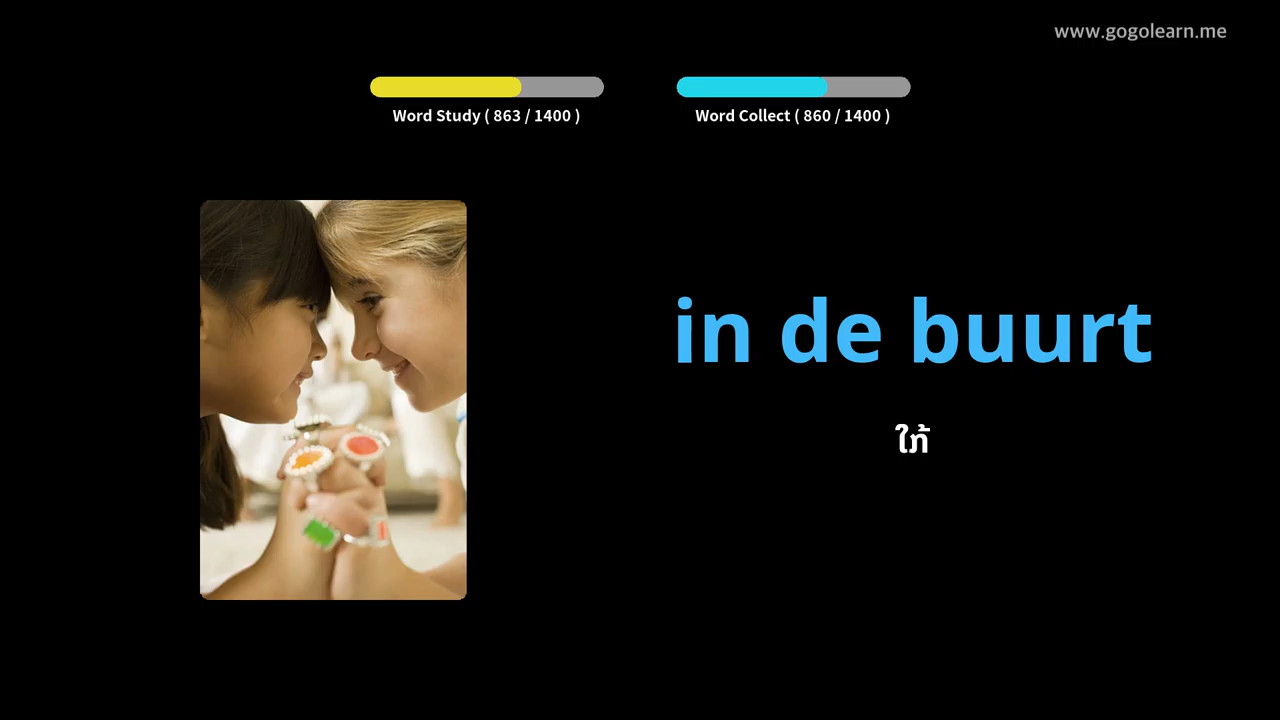 www.gogolearn.me
Word Study ( 863 / 1400 )
Word Collect ( 860 / 1400 )
in de buurt
ໃກ້